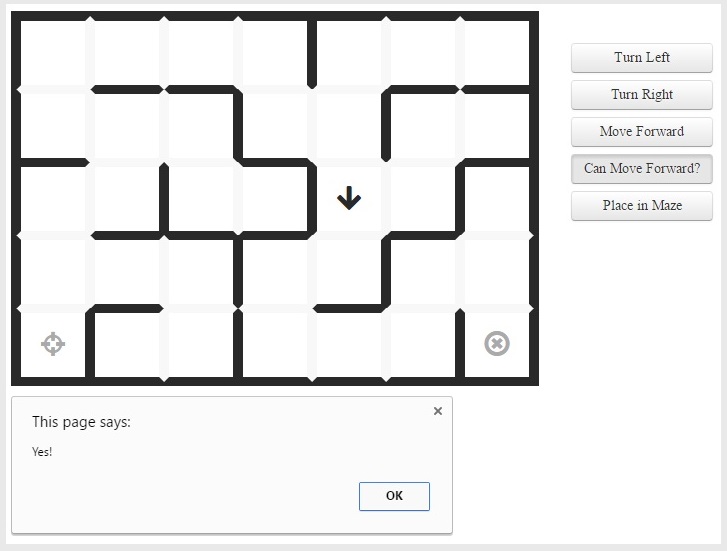 Turn Left
Turn Right
Move Forward
Can Move Forward?
Place in Maze
This page says:
Yes!
OK